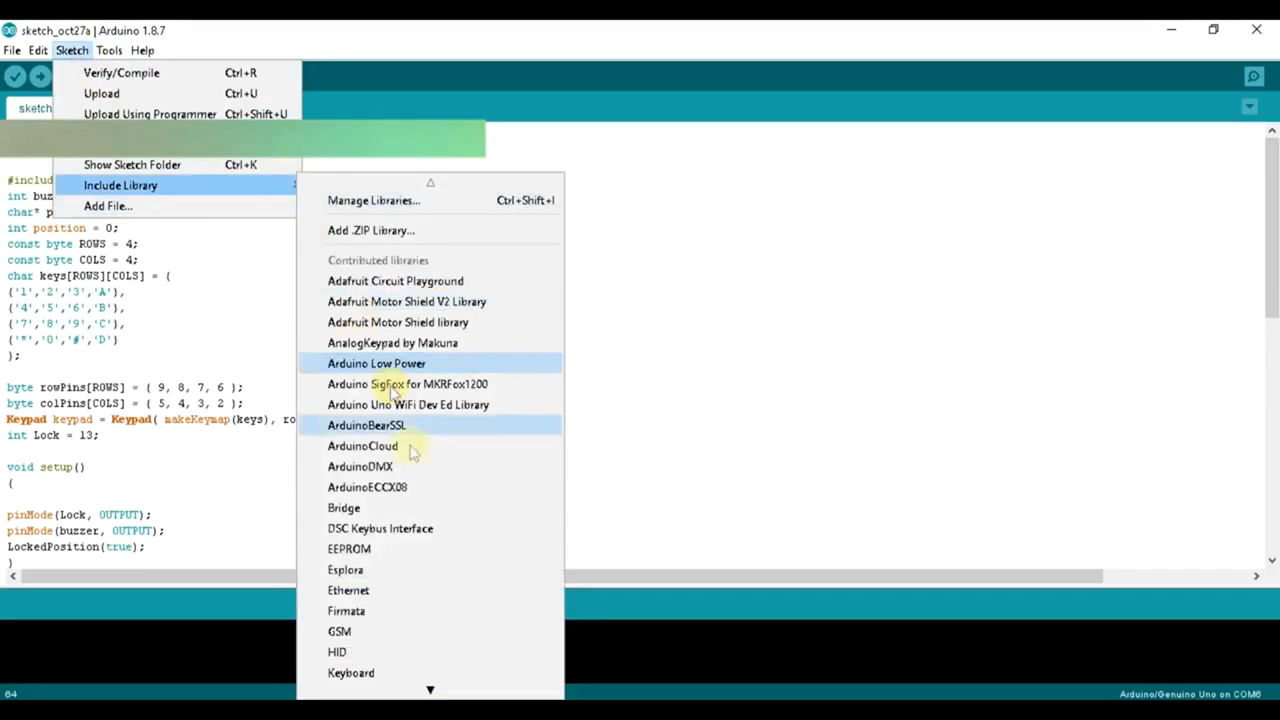 sketch_oct27a | Arduino 1.8.7
File Edit Sketch Tools Help
Verify/Compile Ctrl+R
Upload Ctrl+U
sketch
Upload Using Programmer Ctrl+Shift+U
Show Sketch Folder Ctrl+K
Include Library
Add File...
Manage Libraries... Ctrl+Shift+I
Add .ZIP Library...
Contributed libraries
Adafruit Circuit Playground
Adafruit Motor Shield V2 Library
Adafruit Motor Shield library
AnalogKeypad by Makuna
Arduino Low Power
Arduino SigFox for MKRFox1200
Arduino Uno WiFi Dev Ed Library
ArduinoBearSSL
ArduinoCloud
ArduinoDMX
ArduinoECCX08
Bridge
DSC Keybus Interface
EEPROM
Esplora
Ethernet
Firmata
GSM
HID
Keyboard
#includ
int buz
char* p
int position = 0;
const byte ROWS = 4;
const byte COLS = 4;
char keys[ROWS][COLS] = {
{'1','2','3','A'},
{'4','5','6','B'},
{'7','8','9','C'},
{'*','0','#','D'}
};
byte rowPins[ROWS] = { 9, 8, 7, 6 };
byte colPins[COLS] = { 5, 4, 3, 2 };
Keypad keypad = Keypad( makeKeymap(keys), ro
int Lock = 13;
void setup()
{
pinMode(Lock, OUTPUT);
pinMode(buzzer, OUTPUT);
LockedPosition(true);
}
64
Arduino/Genuino Uno on COM6